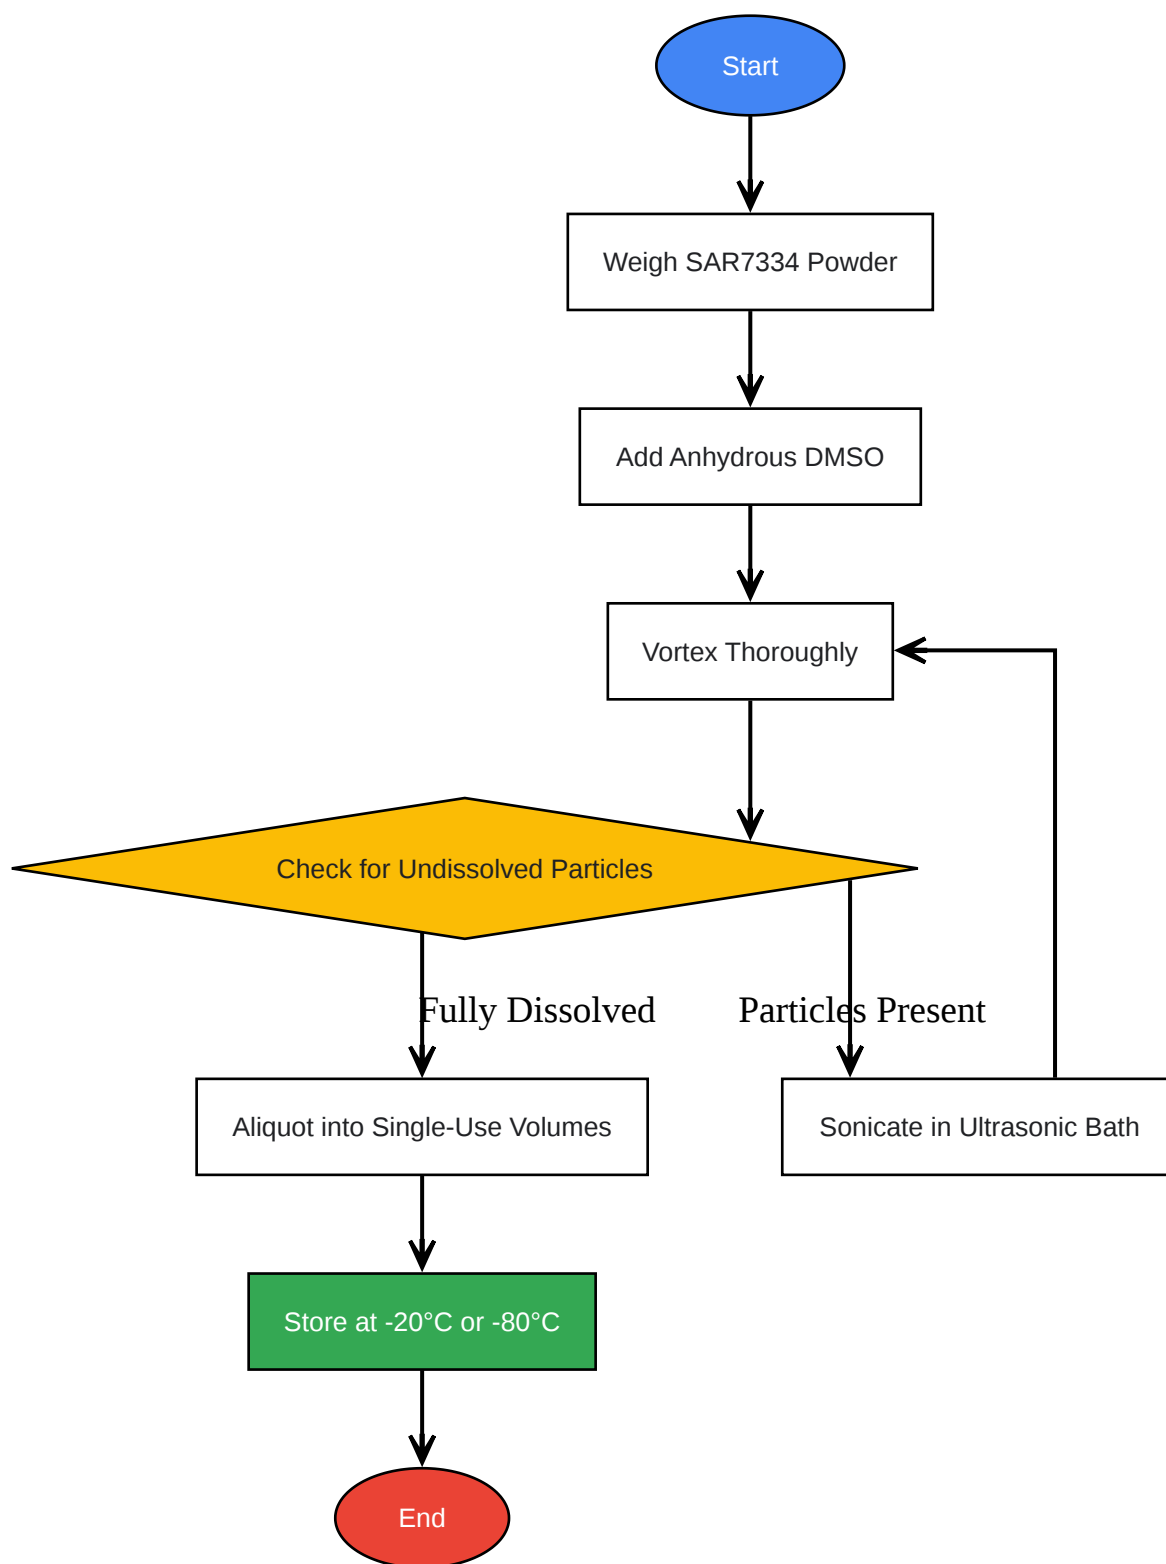 Start
Weigh SAR7334 Powder
Add Anhydrous DMSO
Vortex Thoroughly
Check for Undissolved Particles
Fully Dissolved
Particles Present
Aliquot into Single-Use Volumes
Sonicate in Ultrasonic Bath
Store at -20°C or -80°C
End